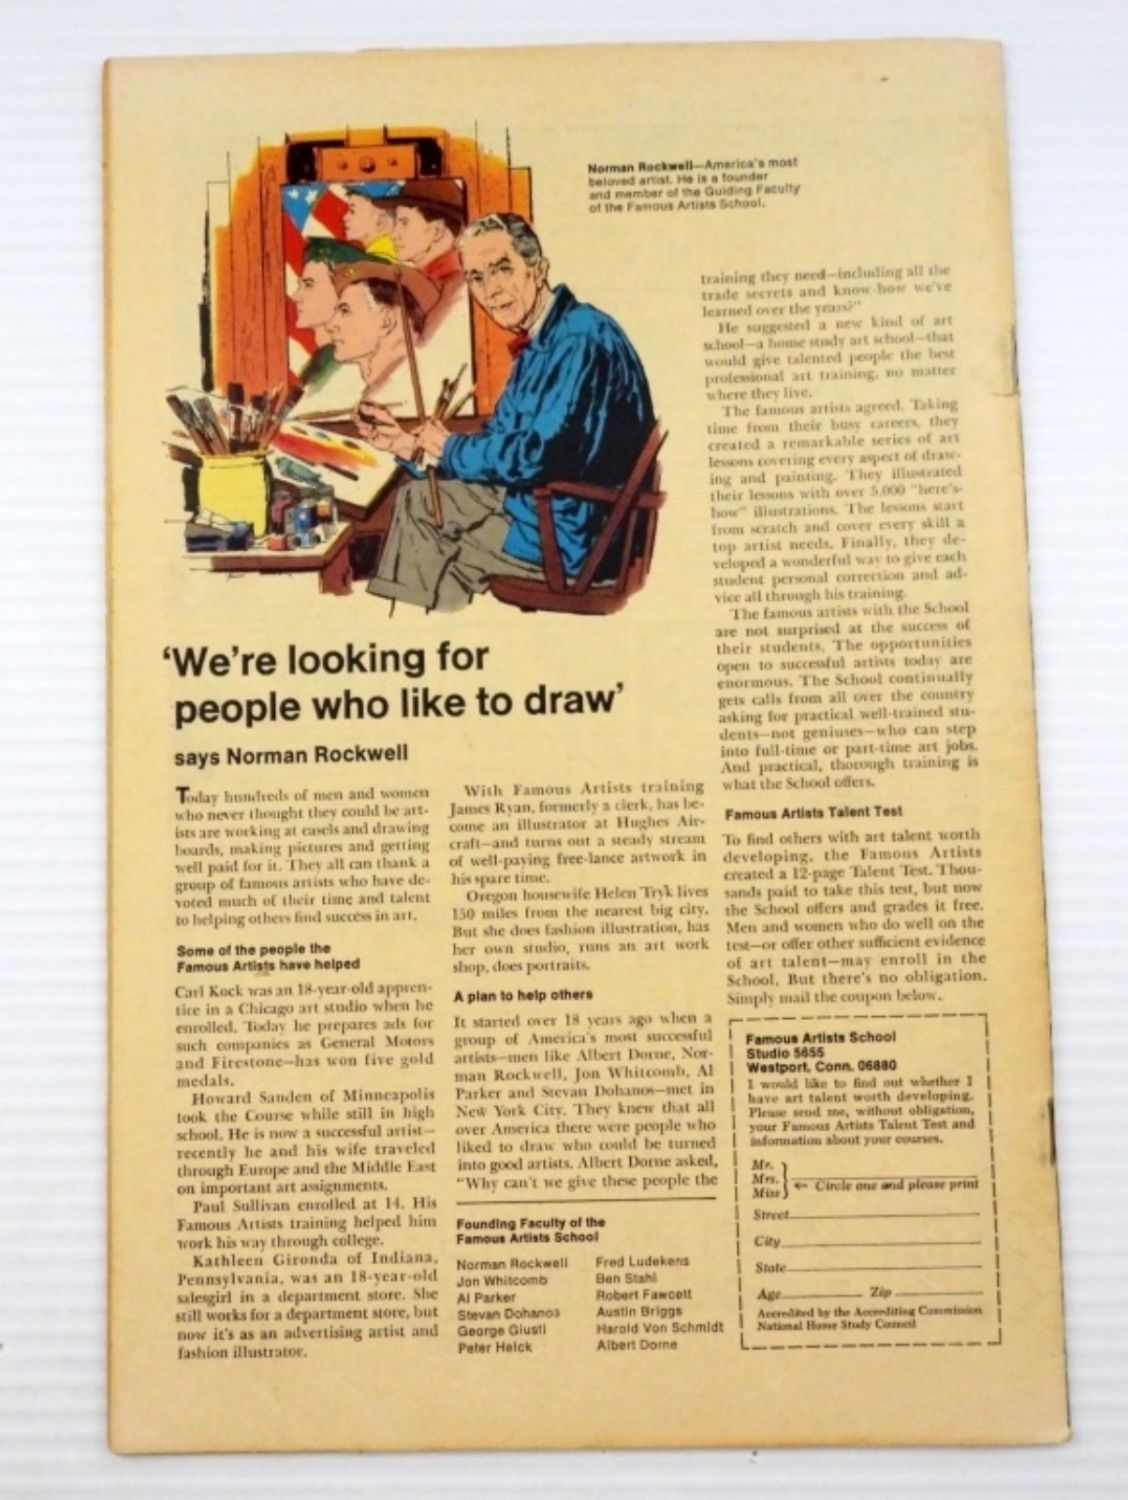 Norman Rockwell—America's most
beloved artist. He is a founder
and member of the Guiding Faculty
of the Famous Artists School.
'We're looking for
people who like to draw'
says Norman Rockwell
Today hundreds of men and women
who never thought they could be art-
ists are working at easels and drawing
boards, making pictures and getting
well paid for it. They all can thank a
group of famous artists who have de-
voted much of their time and talent
to helping others find success in art.
Some of the people the
Famous Artists have helped
Carl Kock was an 18-year-old appren-
tice in a Chicago art studio when he
enrolled. Today he prepares ads for
such companies as General Motors
and Firestone—has won five gold
medals.
Howard Sanden of Minneapolis
took the Course while still in high
school. He is now a successful artist—
recently he and his wife traveled
through Europe and the Middle East
on important art assignments.
Paul Sullivan enrolled at 14. His
Famous Artists training helped him
work his way through college.
Kathleen Gironda of Indiana,
Pennsylvania, was an 18-year-old
salesgirl in a department store. She
still works for a department store, but
now it's as an advertising artist and
fashion illustrator.
With Famous Artists training
James Ryan, formerly a clerk, has be-
come an illustrator at Hughes Air-
craft—and turns out a steady stream
of well-paying free-lance artwork in
his spare time.
Oregon housewife Helen Tryk lives
150 miles from the nearest big city.
But she does fashion illustration, has
her own studio, runs an art work
shop, does portraits.
A plan to help others
It started over 18 years ago when a
group of America's most successful
artists—men like Albert Dorne, Nor-
man Rockwell, Jon Whitcomb, Al
Parker and Stevan Dohanos—met in
New York City. They knew that all
over America there were people who
liked to draw who could be turned
into good artists. Albert Dorne asked,
"Why can't we give these people the
training they need—including all the
trade secrets and know-how we've
learned over the years?"
He suggested a new kind of art
school—a home study art school—that
would give talented people the best
professional art training, no matter
where they live.
The famous artists agreed. Taking
time from their busy careers, they
created a remarkable series of art
lessons covering every aspect of draw-
ing and painting. They illustrated
their lessons with over 5,000 "here's-
how" illustrations. The lessons start
from scratch and cover every skill a
top artist needs. Finally, they de-
veloped a wonderful way to give each
student personal correction and ad-
vice all through his training.
The famous artists with the School
are not surprised at the success of
their students. The opportunities
open to successful artists today are
enormous. The School continually
gets calls from all over the country
asking for practical well-trained stu-
dents—not geniuses—who can step
into full-time or part-time art jobs.
And practical, thorough training is
what the School offers.
Famous Artists Talent Test
To find others with art talent worth
developing, the Famous Artists
created a 12-page Talent Test. Thou-
sands paid to take this test, but now
the School offers and grades it free.
Men and women who do well on the
test—or offer other sufficient evidence
of art talent—may enroll in the
School. But there's no obligation.
Simply mail the coupon below.
Founding Faculty of the
Famous Artists School
Norman Rockwell
Jon Whitcomb
Al Parker
Stevan Dohanos
George Giusti
Peter Helck
Fred Ludekens
Ben Stahl
Robert Fawcett
Austin Briggs
Harold Von Schmidt
Albert Dorne
Famous Artists School
Studio 5655
Westport, Conn. 06880
I would like to find out whether I
have art talent worth developing.
Please send me, without obligation,
your Famous Artists Talent Test and
information about your courses.
Mr.
Mrs.
Miss
← Circle one and please print
Street
City
State
Age Zip
Accredited by the Accrediting Commission
National Home Study Council